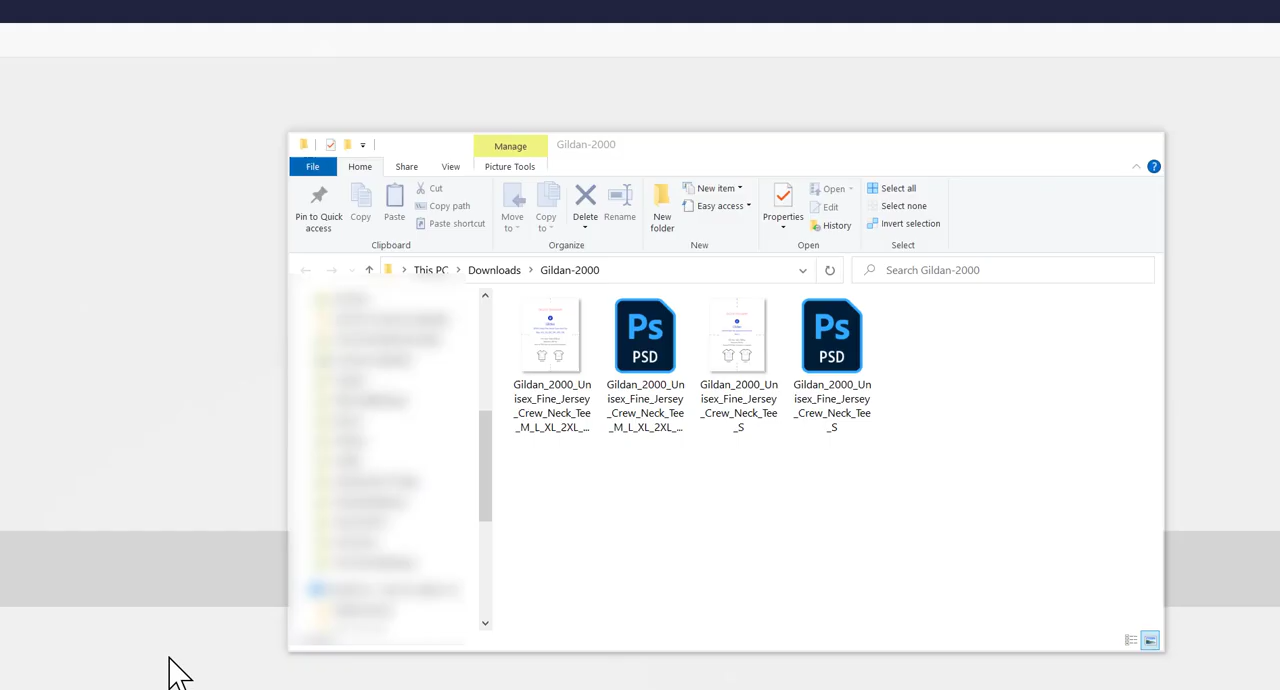 Manage
Gildan-2000
File
Home
Share
View
Picture Tools
Pin to Quick
access
Copy
Paste
Cut
Copy path
Paste shortcut
Clipboard
Move
to
Copy
to
Delete
Rename
Organize
New
folder
New item
Easy access
New
Properties
Open
Edit
History
Open
Select all
Select none
Invert selection
Select
This PC
Downloads
Gildan-2000
Search Gildan-2000
Gildan_2000_Un
isex_Fine_Jersey
_Crew_Neck_Tee
_M_L_XL_2XL_...
Ps
PSD
Gildan_2000_Un
isex_Fine_Jersey
_Crew_Neck_Tee
_M_L_XL_2XL_...
Gildan_2000_Un
isex_Fine_Jersey
_Crew_Neck_Tee
_S
Ps
PSD
Gildan_2000_Un
isex_Fine_Jersey
_Crew_Neck_Tee
_S